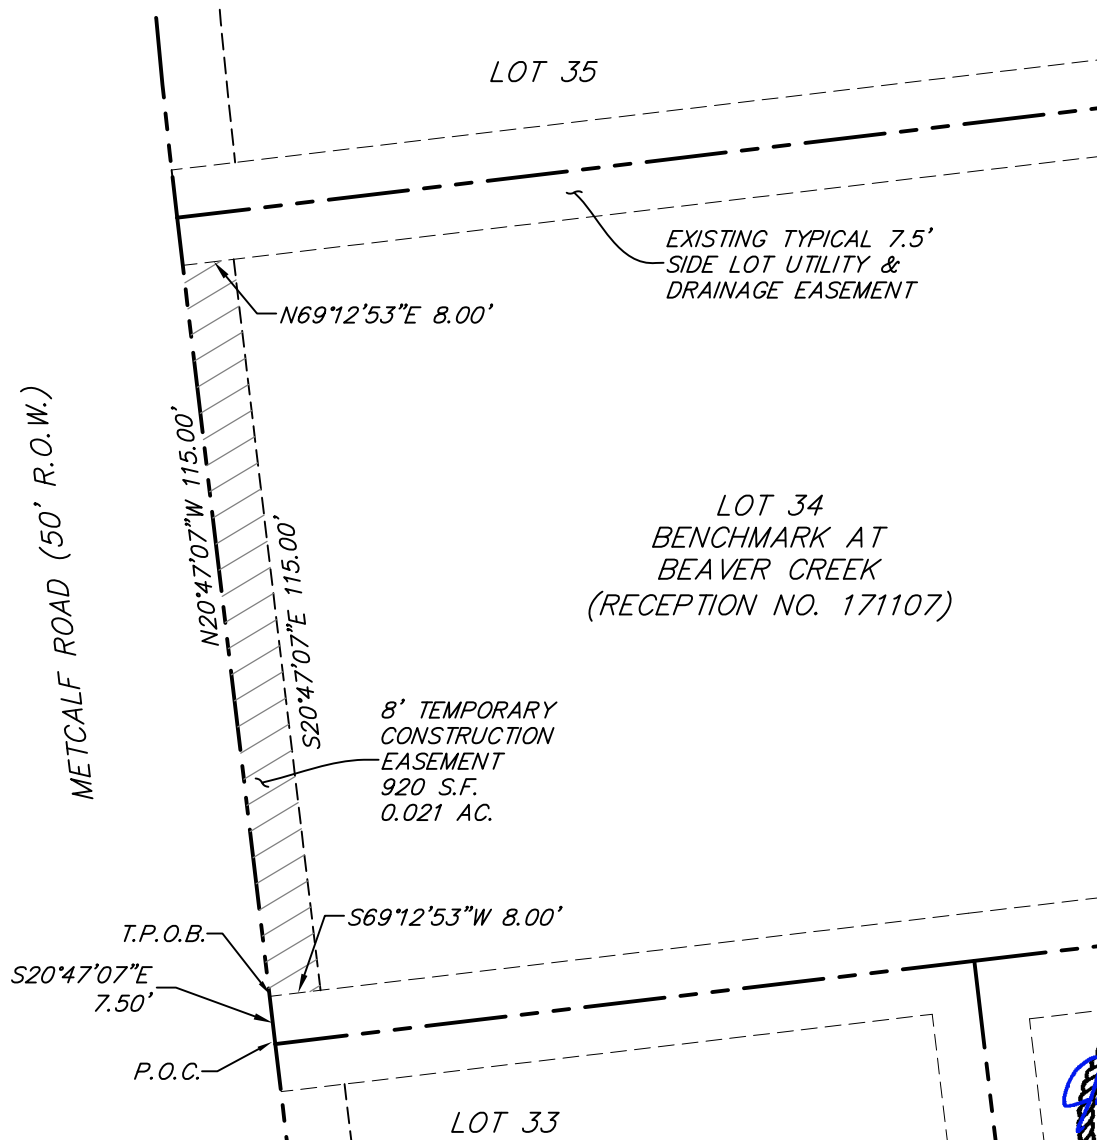 LOT 35
EXISTING TYPICAL 7.5'
SIDE LOT UTILITY &
DRAINAGE EASEMENT
N69°12'53"E 8.00'
METCALF ROAD (50' R.O.W.)
N20°47'07"W 115.00'
S20°47'07"E 115.00'
LOT 34
BENCHMARK AT
BEAVER CREEK
(RECEPTION NO. 171107)
8' TEMPORARY
CONSTRUCTION
EASEMENT
920 S.F.
0.021 AC.
S69°12'53"W 8.00'
T.P.O.B.
S20°47'07"E
7.50'
P.O.C.
LOT 33